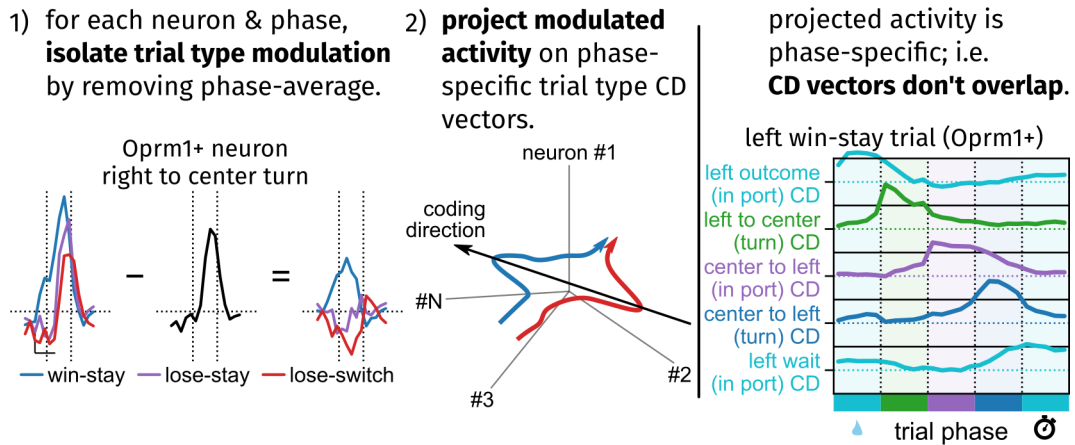 1) for each neuron & phase,
isolate trial type modulation
by removing phase-average.
Oprm1+ neuron
right to center turn
− =
win-stay lose-stay lose-switch
2) project modulated
activity on phase-
specific trial type CD
vectors.
neuron #1
coding
direction
#N
#2
#3
projected activity is
phase-specific; i.e.
CD vectors don't overlap.
left win-stay trial (Oprm1+)
left outcome
(in port) CD
left to center
(turn) CD
center to left
(in port) CD
center to left
(turn) CD
left wait
(in port) CD
trial phase